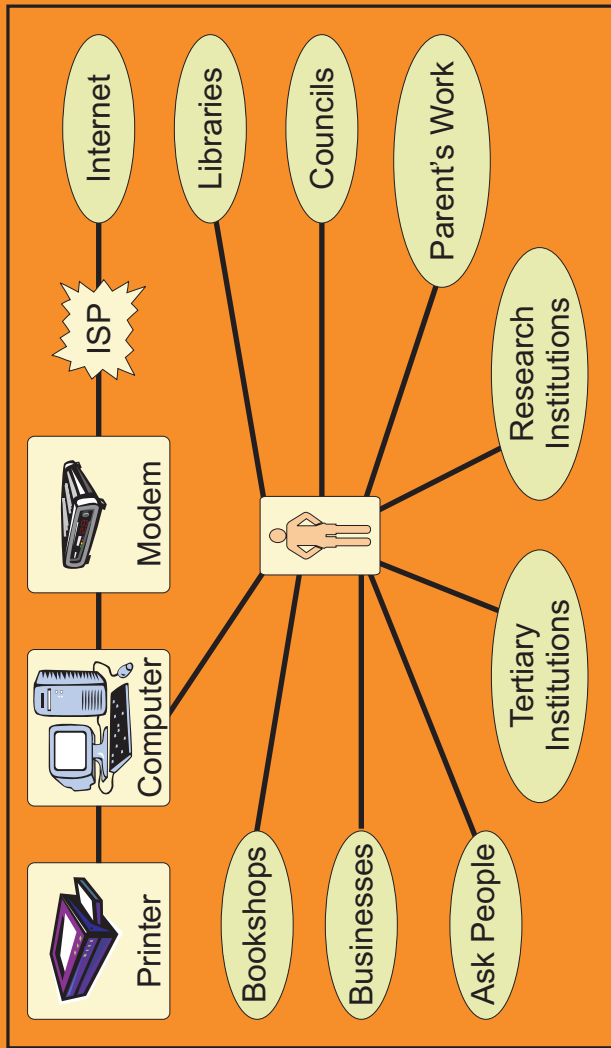 Printer
Computer
Modem
ISP
Internet
Bookshops
Libraries
Businesses
Councils
Ask People
Parent's Work
Tertiary
Institutions
Research
Institutions